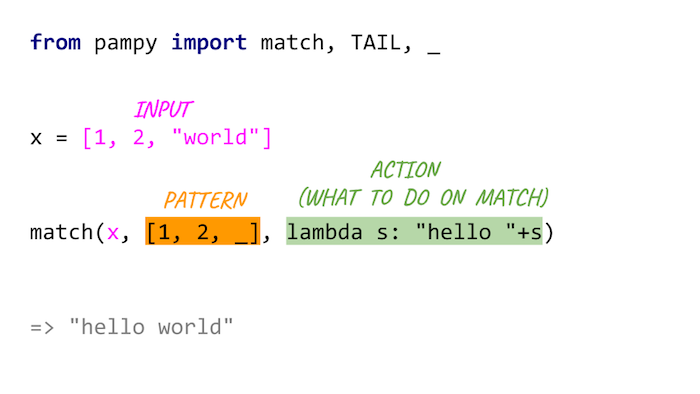 from pampy import match, TAIL, _
INPUT
x = [1, 2, "world"]
ACTION
PATTERN (WHAT TO DO ON MATCH)
match(x, [1, 2, _], lambda s: "hello "+s)
=> "hello world"